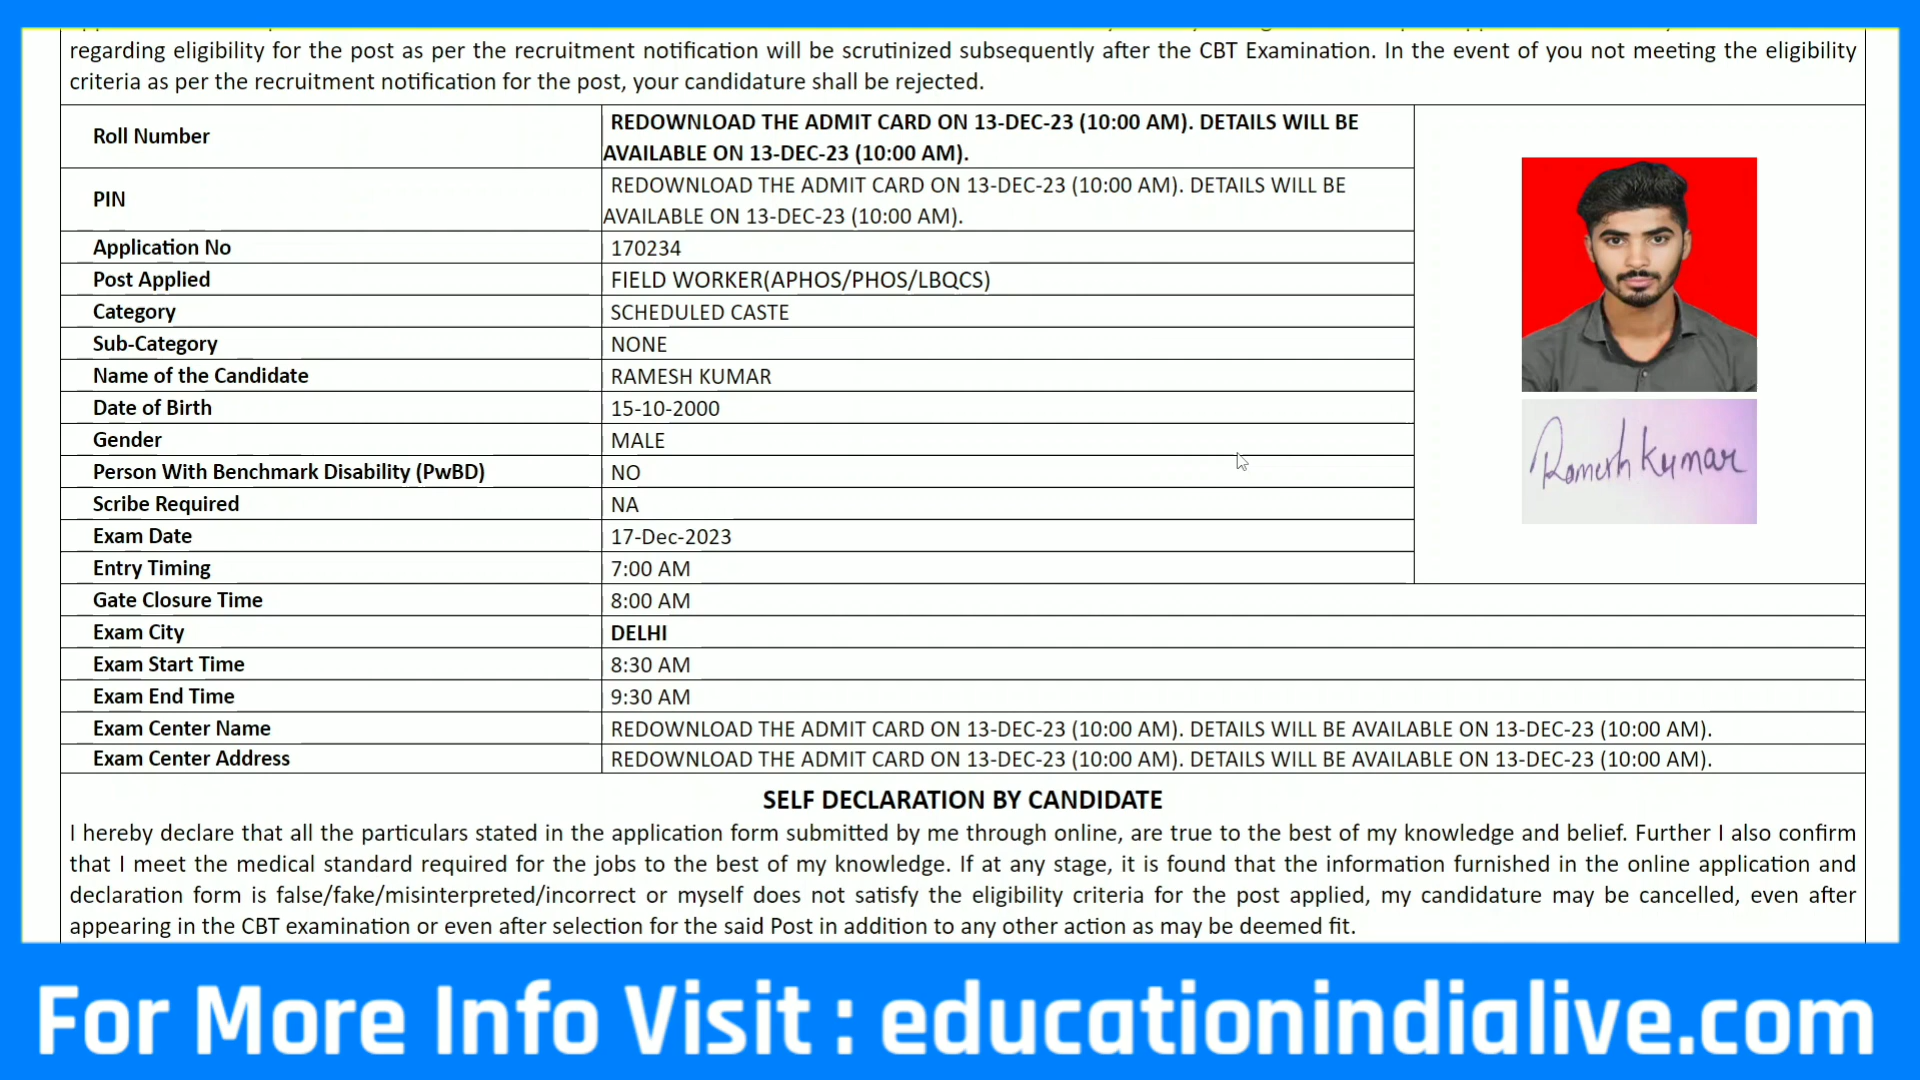 regarding eligibility for the post as per the recruitment notification will be scrutinized subsequently after the CBT Examination. In the event of you not meeting the eligibility
criteria as per the recruitment notification for the post, your candidature shall be rejected.
Roll Number
REDOWNLOAD THE ADMIT CARD ON 13-DEC-23 (10:00 AM). DETAILS WILL BE
AVAILABLE ON 13-DEC-23 (10:00 AM).
PIN
REDOWNLOAD THE ADMIT CARD ON 13-DEC-23 (10:00 AM). DETAILS WILL BE
AVAILABLE ON 13-DEC-23 (10:00 AM).
Application No 170234
Post Applied FIELD WORKER(APHOS/PHOS/LBQCS)
Category SCHEDULED CASTE
Sub-Category NONE
Name of the Candidate RAMESH KUMAR
Date of Birth 15-10-2000
Gender MALE
Person With Benchmark Disability (PwBD) NO
Scribe Required NA
Exam Date 17-Dec-2023
Entry Timing 7:00 AM
Ramesh Kumar
Gate Closure Time 8:00 AM
Exam City DELHI
Exam Start Time 8:30 AM
Exam End Time 9:30 AM
Exam Center Name REDOWNLOAD THE ADMIT CARD ON 13-DEC-23 (10:00 AM). DETAILS WILL BE AVAILABLE ON 13-DEC-23 (10:00 AM).
Exam Center Address REDOWNLOAD THE ADMIT CARD ON 13-DEC-23 (10:00 AM). DETAILS WILL BE AVAILABLE ON 13-DEC-23 (10:00 AM).
SELF DECLARATION BY CANDIDATE
I hereby declare that all the particulars stated in the application form submitted by me through online, are true to the best of my knowledge and belief. Further I also confirm
that I meet the medical standard required for the jobs to the best of my knowledge. If at any stage, it is found that the information furnished in the online application and
declaration form is false/fake/misinterpreted/incorrect or myself does not satisfy the eligibility criteria for the post applied, my candidature may be cancelled, even after
appearing in the CBT examination or even after selection for the said Post in addition to any other action as may be deemed fit.
For More Info Visit : educationindialive.com